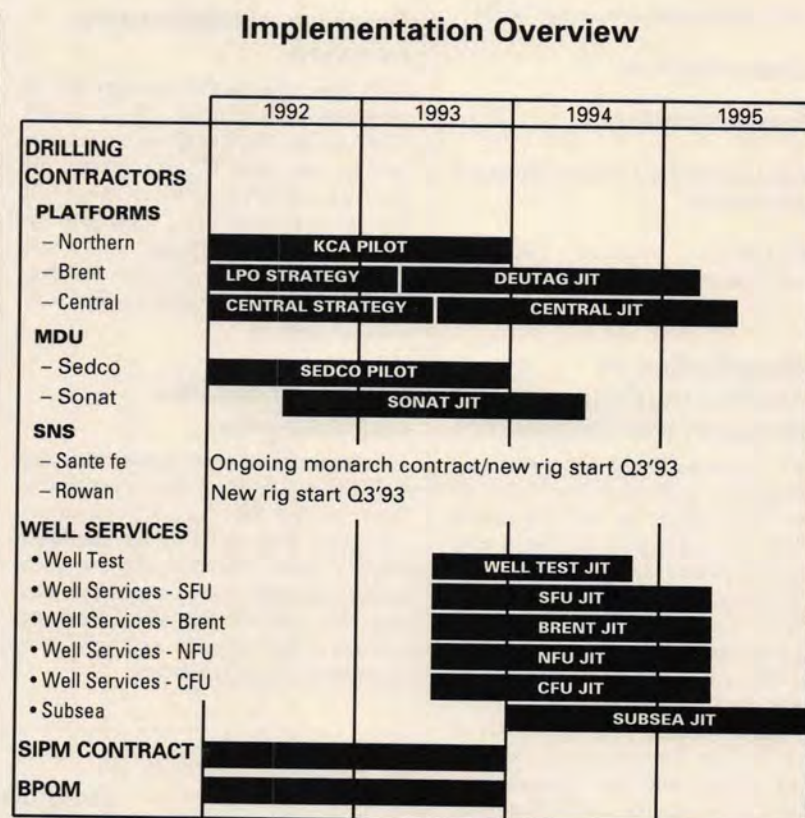 Implementation Overview
1992 1993 1994 1995
DRILLING
CONTRACTORS
PLATFORMS
– Northern KCA PILOT
– Brent LPO STRATEGY DEUTAG JIT
– Central CENTRAL STRATEGY CENTRAL JIT
MDU
– Sedco SEDCO PILOT
– Sonat SONAT JIT
SNS
– Sante fe Ongoing monarch contract/new rig start Q3'93
– Rowan New rig start Q3'93
WELL SERVICES
• Well Test WELL TEST JIT
• Well Services - SFU SFU JIT
• Well Services - Brent BRENT JIT
• Well Services - NFU NFU JIT
• Well Services - CFU CFU JIT
• Subsea SUBSEA JIT
SIPM CONTRACT
BPQM